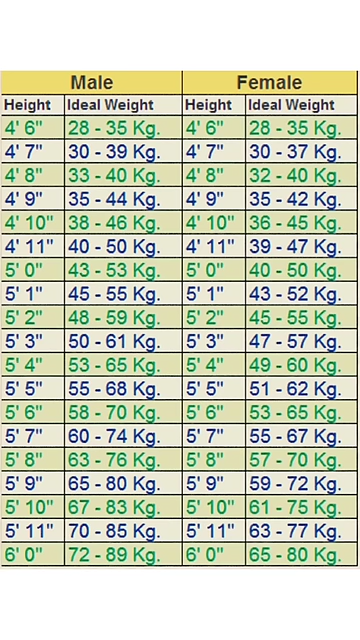 Male Female
Height Ideal Weight Height Ideal Weight
4' 6" 28 - 35 Kg. 4' 6" 28 - 35 Kg.
4' 7" 30 - 39 Kg. 4' 7" 30 - 37 Kg.
4' 8" 33 - 40 Kg. 4' 8" 32 - 40 Kg.
4' 9" 35 - 44 Kg. 4' 9" 35 - 42 Kg.
4' 10" 38 - 46 Kg. 4' 10" 36 - 45 Kg.
4' 11" 40 - 50 Kg. 4' 11" 39 - 47 Kg.
5' 0" 43 - 53 Kg. 5' 0" 40 - 50 Kg.
5' 1" 45 - 55 Kg. 5' 1" 43 - 52 Kg.
5' 2" 48 - 59 Kg. 5' 2" 45 - 55 Kg.
5' 3" 50 - 61 Kg. 5' 3" 47 - 57 Kg.
5' 4" 53 - 65 Kg. 5' 4" 49 - 60 Kg.
5' 5" 55 - 68 Kg. 5' 5" 51 - 62 Kg.
5' 6" 58 - 70 Kg. 5' 6" 53 - 65 Kg.
5' 7" 60 - 74 Kg. 5' 7" 55 - 67 Kg.
5' 8" 63 - 76 Kg. 5' 8" 57 - 70 Kg.
5' 9" 65 - 80 Kg. 5' 9" 59 - 72 Kg.
5' 10" 67 - 83 Kg. 5' 10" 61 - 75 Kg.
5' 11" 70 - 85 Kg. 5' 11" 63 - 77 Kg.
6' 0" 72 - 89 Kg. 6' 0" 65 - 80 Kg.